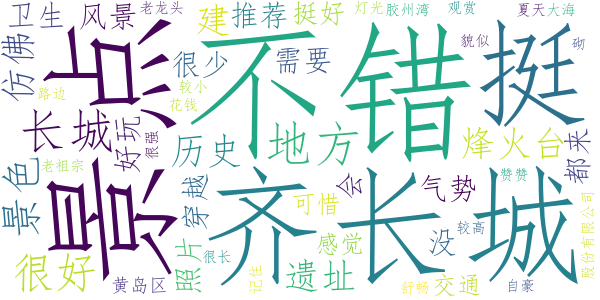 卫生
风景
老龙头
建
推荐
挺好
灯光
胶州湾
观赏
夏天
大海
仿佛
景点
不错
挺
很少
需要
貌似
砌
路边
较小
花钱
长城
好玩
很强
历史
地方
烽火台
都
来
景色
老祖宗
齐长城
穿越
可惜
会
气势
赞赞
没
较高
股份有限公司
很好
黄岛区
照片
很长
记住
遗址
感觉
舒畅
交通
自豪